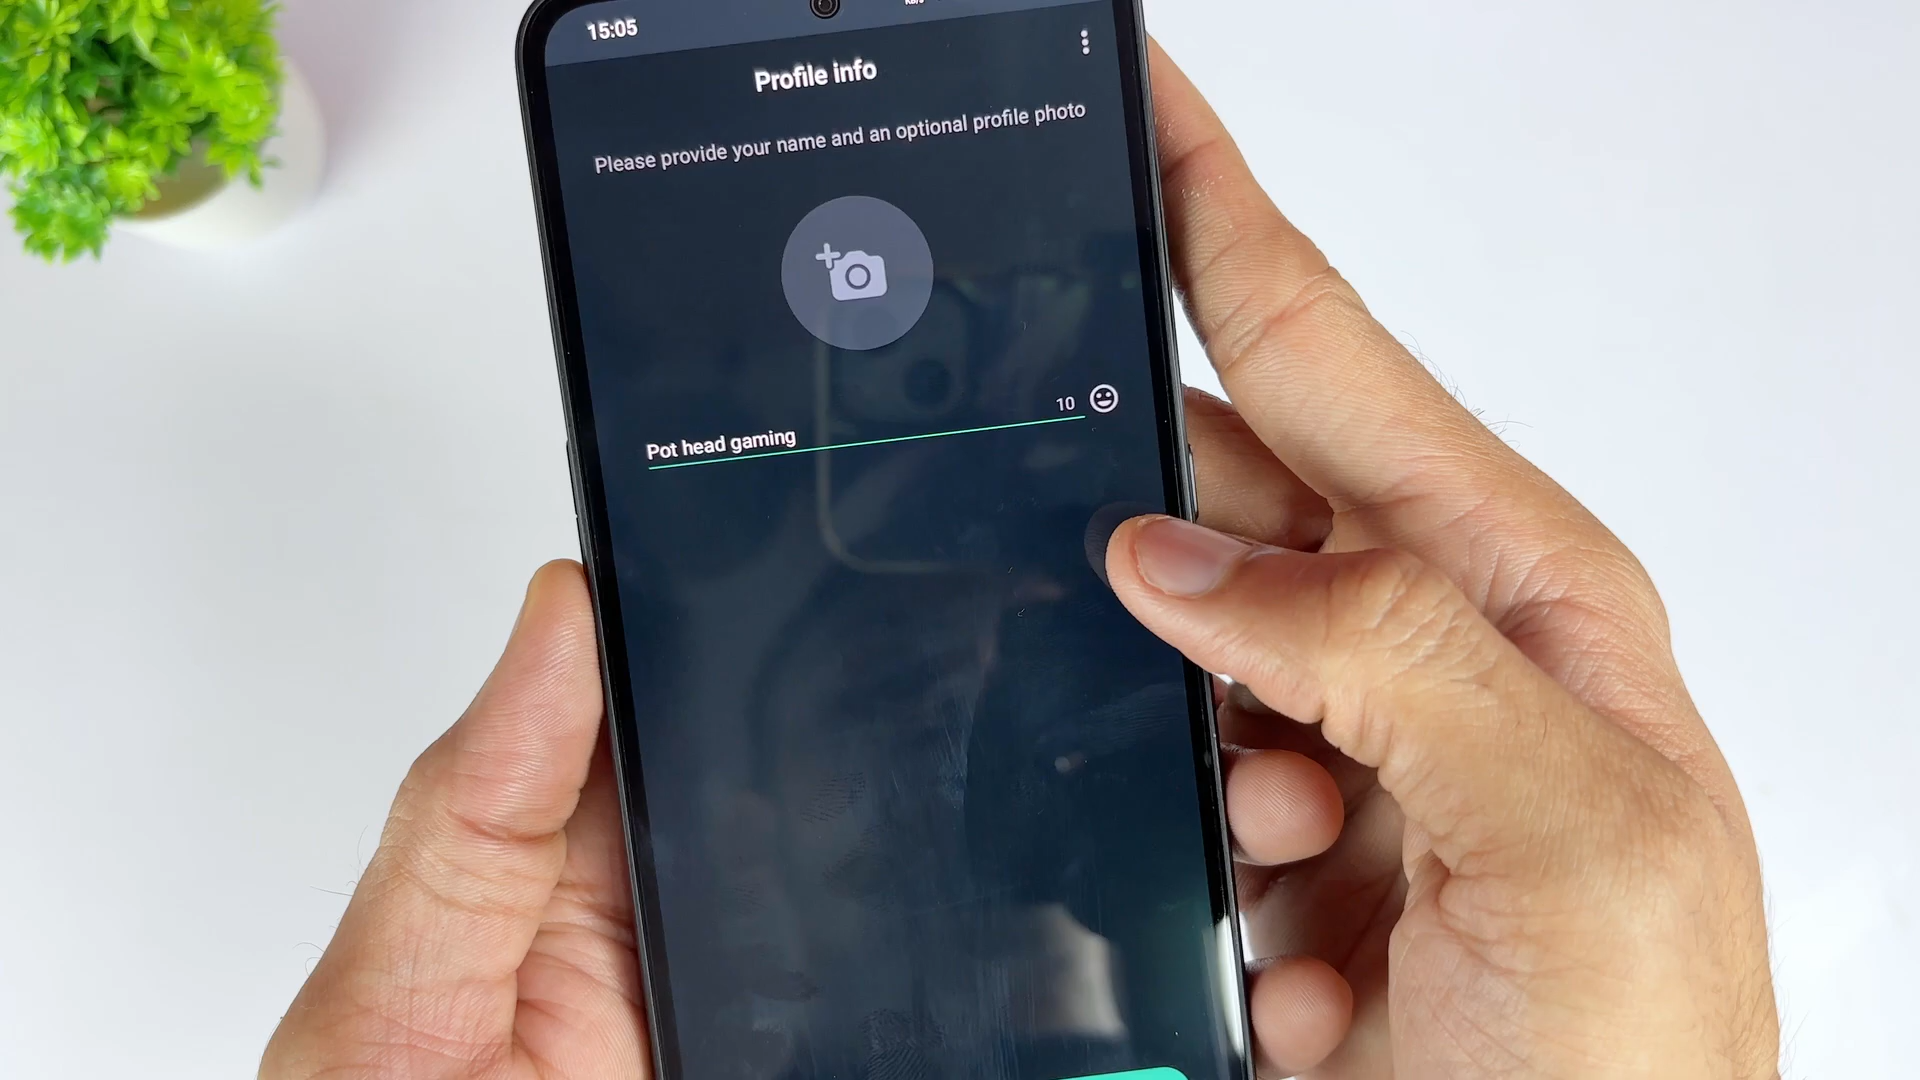 15:05
Profile info
Please provide your name and an optional profile photo
10
Pot head gaming